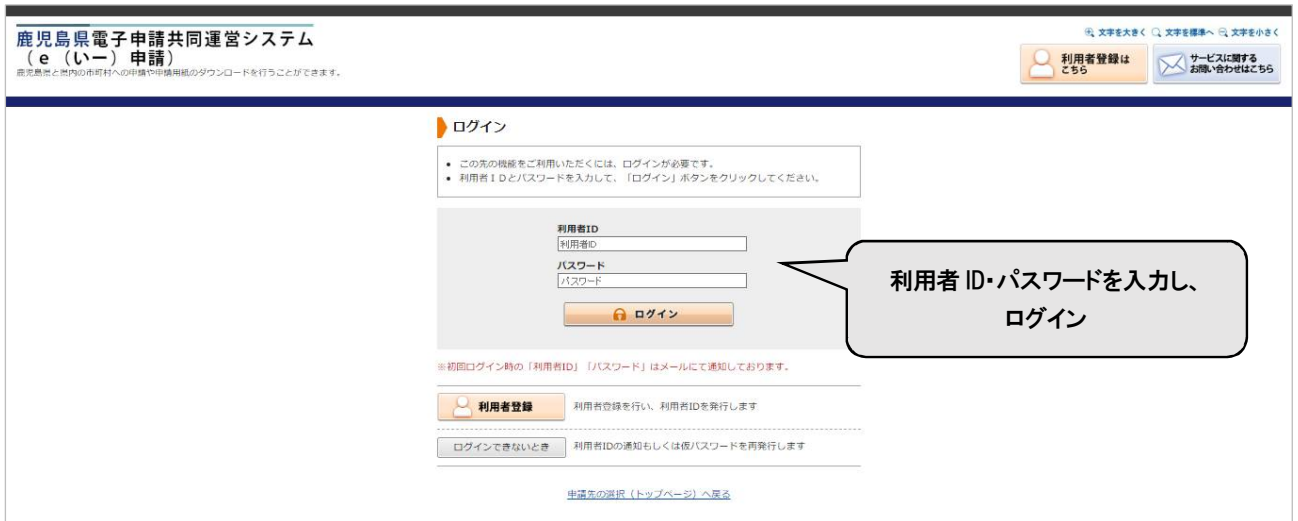 鹿児島県電子申請共同運営システム
(e (いー) 申請)
鹿児島県と県内の市町村への申請や申請用紙のダウンロードを行うことができます。
文字を大きく 文字を標準へ 文字を小さく
利用者登録は
こちら
サービスに関する
お問い合わせはこちら
ログイン
• この先の機能をご利用いただくには、ログインが必要です。
• 利用者IDとパスワードを入力して、「ログイン」ボタンをクリックしてください。
利用者ID
利用者ID
パスワード
パスワード
ログイン
利用者 ID・パスワードを入力し、
ログイン
※初回ログイン時の「利用者ID」「パスワード」はメールにて通知しております。
利用者登録 利用者登録を行い、利用者IDを発行します
ログインできないとき 利用者IDの通知もしくは仮パスワードを再発行します
申請先の選択（トップページ）へ戻る